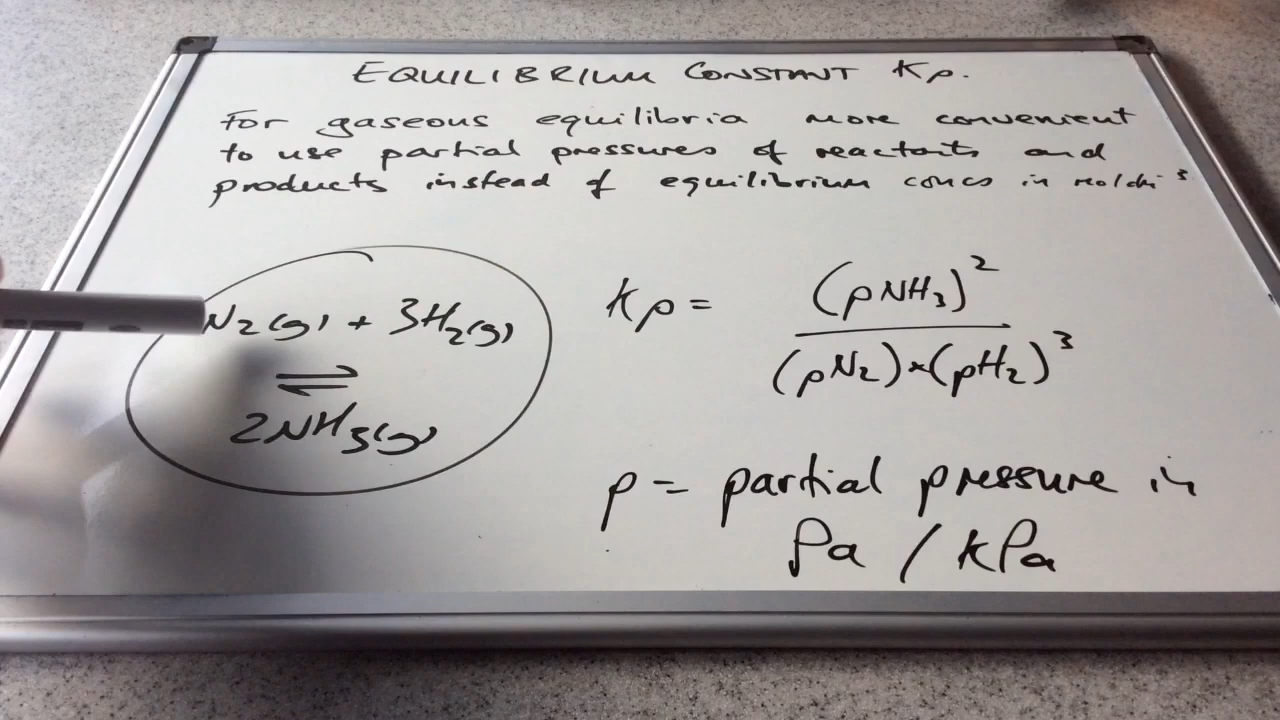 EQUILIBRIUM CONSTANT Kp.
For gaseous equilibria more convenient
to use partial pressures of reactants and
products instead of equilibrium concs in moldm⁻³
N₂(g) + 3H₂(g)
⇌
2NH₃(g)
Kp = (pNH₃)²
(pN₂)×(pH₂)³
p = partial pressure in
Pa / kPa